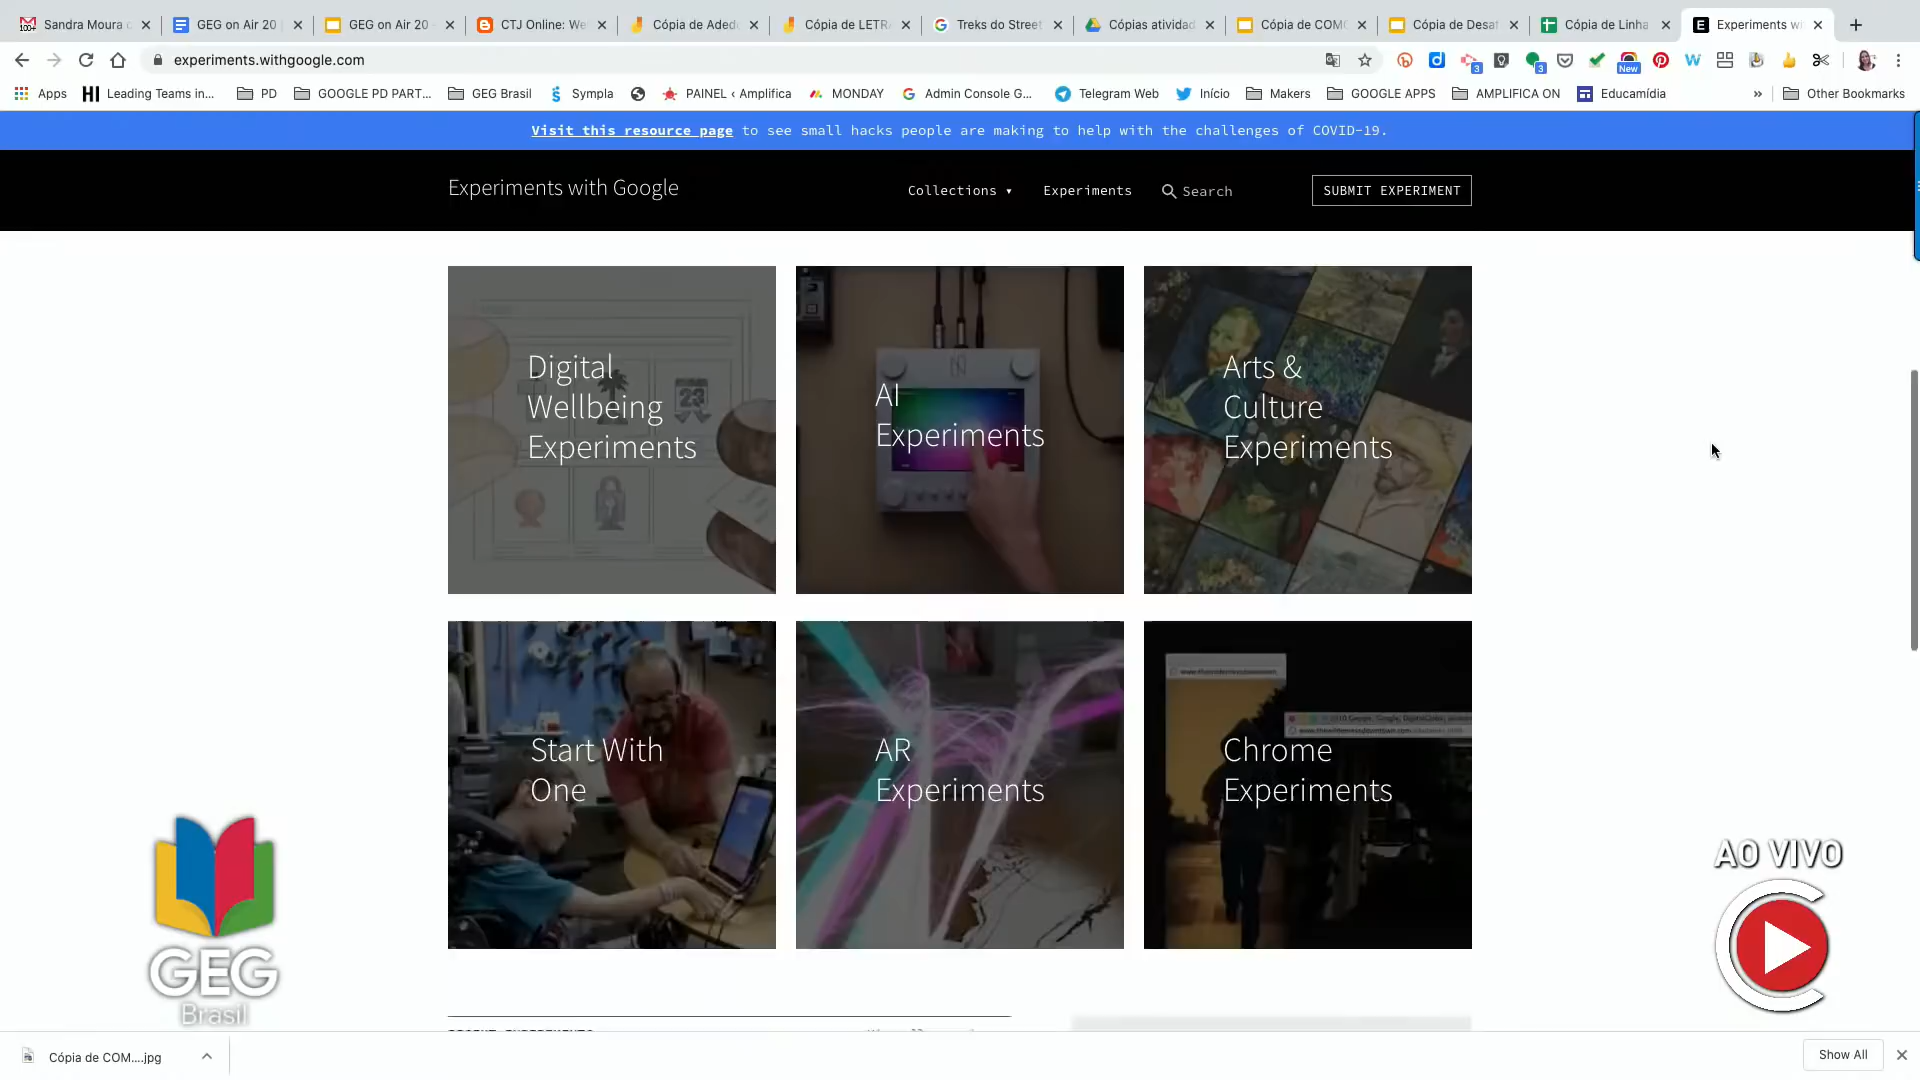 Sandra Moura c
GEG on Air 20
GEG on Air 20
CTJ Online: We
Cópia de Adedo
Cópia de LETRA
Treks do Street
Cópias atividad
Cópia de COMO
Cópia de Desaf
Cópia de Linha
Experiments wi
experiments.withgoogle.com
Apps
Leading Teams in...
PD
GOOGLE PD PART...
GEG Brasil
Sympla
PAINEL ‹ Amplifica
MONDAY
Admin Console G...
Telegram Web
Início
Makers
GOOGLE APPS
AMPLIFICA ON
Educamídia
»
Other Bookmarks
Visit this resource page to see small hacks people are making to help with the challenges of COVID-19.
Experiments with Google
Collections ▾
Experiments
Search
SUBMIT EXPERIMENT
Digital
Wellbeing
Experiments
AI
Experiments
Arts &
Culture
Experiments
Start With
One
AR
Experiments
Chrome
Experiments
GEG
Brasil
AO VIVO
Cópia de COM....jpg
Show All